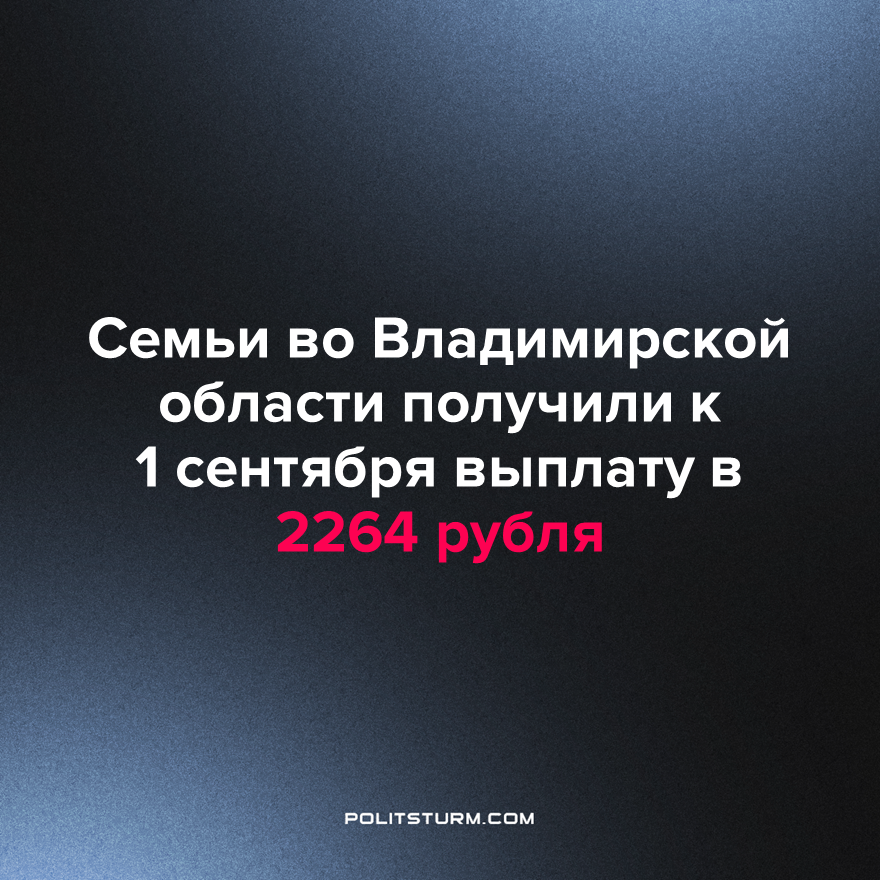 Семьи во Владимирской
области получили к
1 сентября выплату в
2264 рубля
POLITSTURM.COM